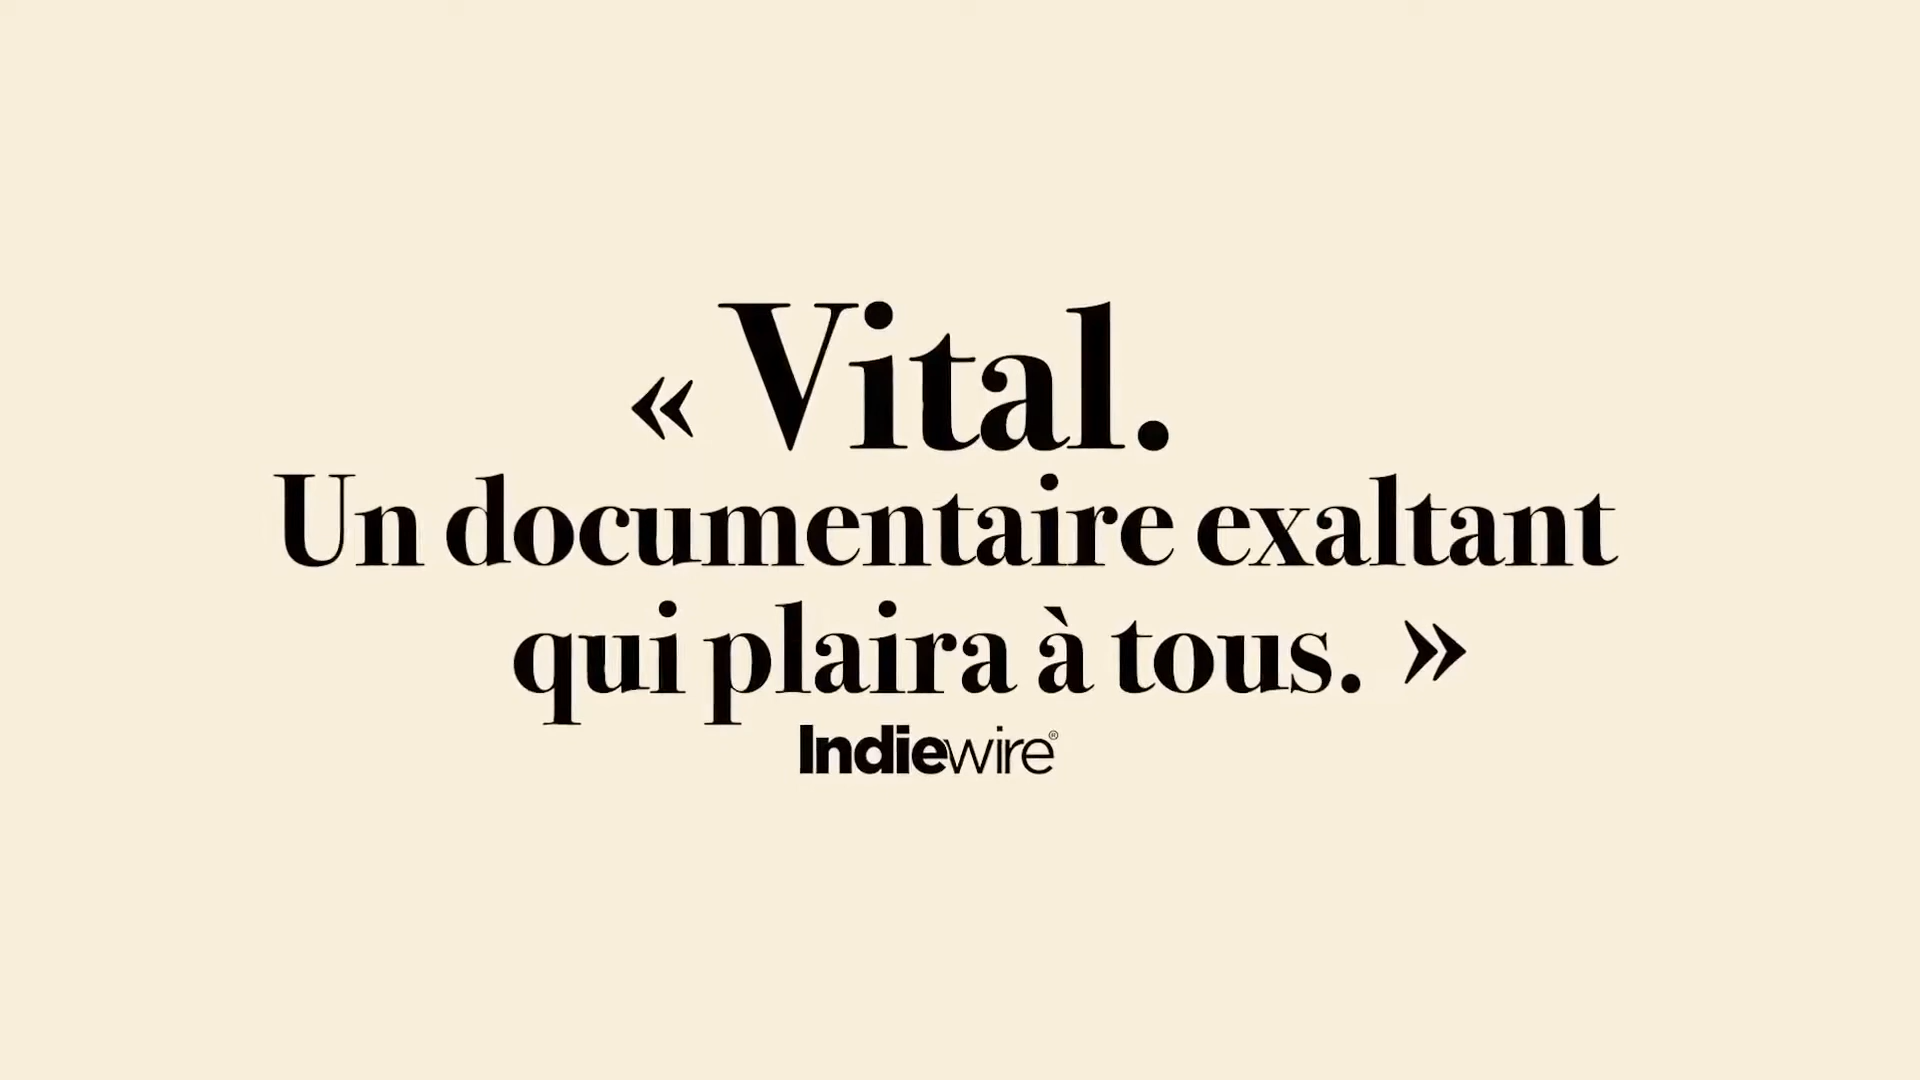 « Vital.
Un documentaire exaltant
qui plaira à tous. »
Indiewire®